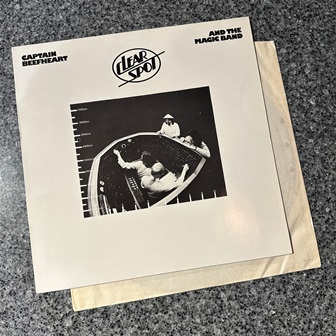 CAPTAIN
BEEFHEART
CLEAR
SPOT
AND THE
MAGIC BAND